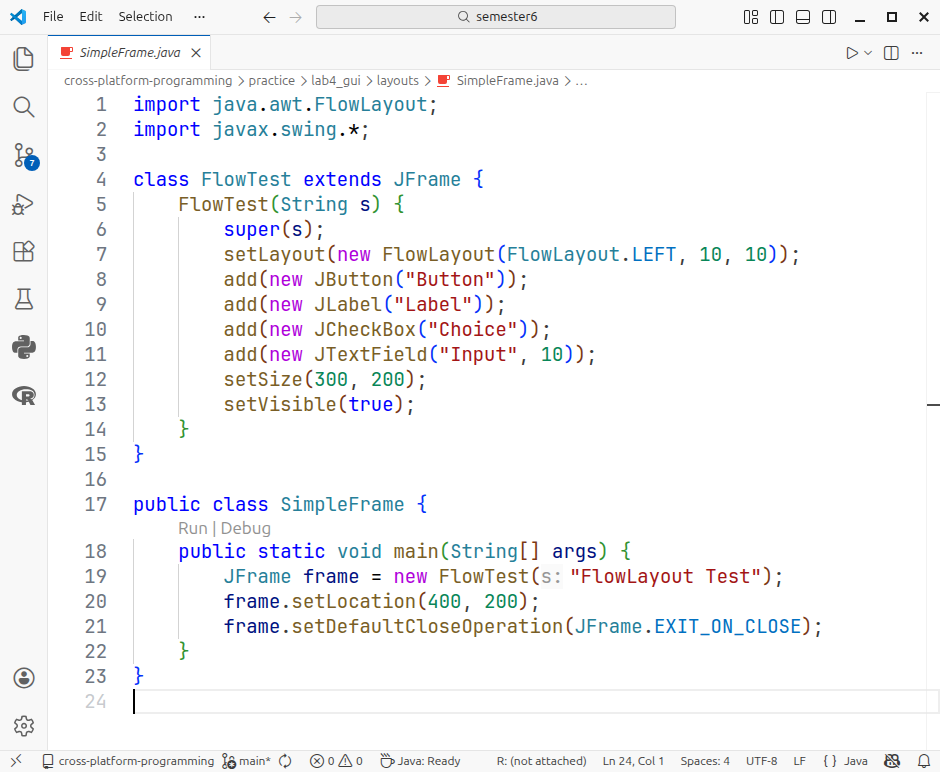 File Edit Selection ··· semester6
SimpleFrame.java
cross-platform-programming > practice > lab4_gui > layouts > SimpleFrame.java > ...
1 import java.awt.FlowLayout;
2 import javax.swing.*;
3
4 class FlowTest extends JFrame {
5 FlowTest(String s) {
6 super(s);
7 setLayout(new FlowLayout(FlowLayout.LEFT, 10, 10));
8 add(new JButton("Button"));
9 add(new JLabel("Label"));
10 add(new JCheckBox("Choice"));
11 add(new JTextField("Input", 10));
12 setSize(300, 200);
13 setVisible(true);
14 }
15 }
16
17 public class SimpleFrame {
Run | Debug
18 public static void main(String[] args) {
19 JFrame frame = new FlowTest(s: "FlowLayout Test");
20 frame.setLocation(400, 200);
21 frame.setDefaultCloseOperation(JFrame.EXIT_ON_CLOSE);
22 }
23 }
24
7
cross-platform-programming main* 0 0 Java: Ready R: (not attached) Ln 24, Col 1 Spaces: 4 UTF-8 LF { } Java